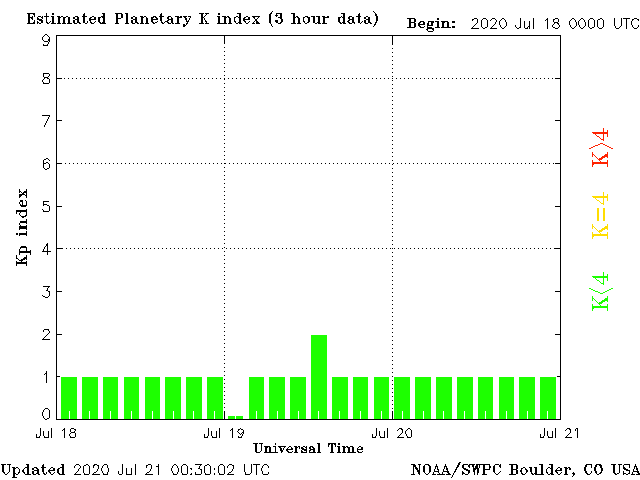 Estimated Planetary K index (3 hour data)
Begin: 2020 Jul 18 0000 UTC
9
8
7
6
5
4
3
2
1
0
Kp index
K>4
K=4
K<4
Jul 18
Jul 19
Jul 20
Jul 21
Universal Time
Updated 2020 Jul 21 00:30:02 UTC
NOAA/SWPC Boulder, CO USA